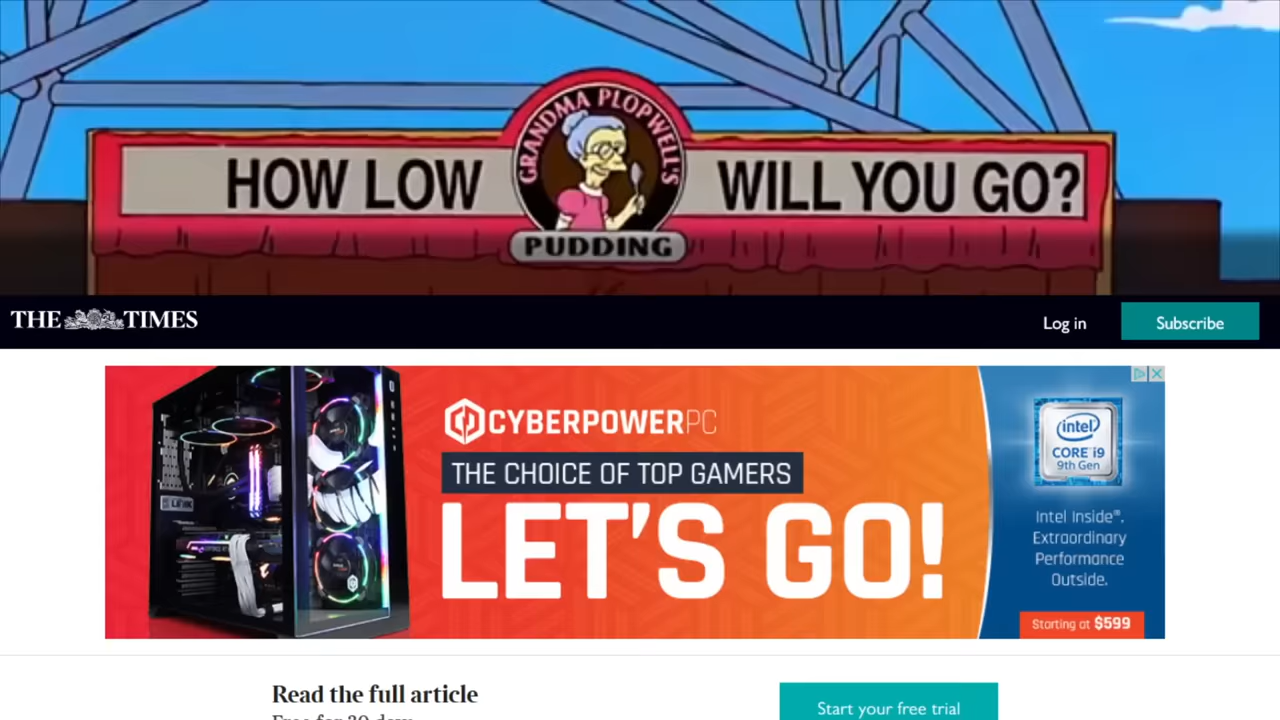 GRANDMA PLOPWELL'S
HOW LOW WILL YOU GO?
PUDDING
THE TIMES
Log in
Subscribe
CYBERPOWERPC
THE CHOICE OF TOP GAMERS
LET'S GO!
intel
CORE i9
9th Gen
Intel Inside®.
Extraordinary
Performance
Outside.
Starting at $599
Read the full article
Start your free trial
Free for 30 days